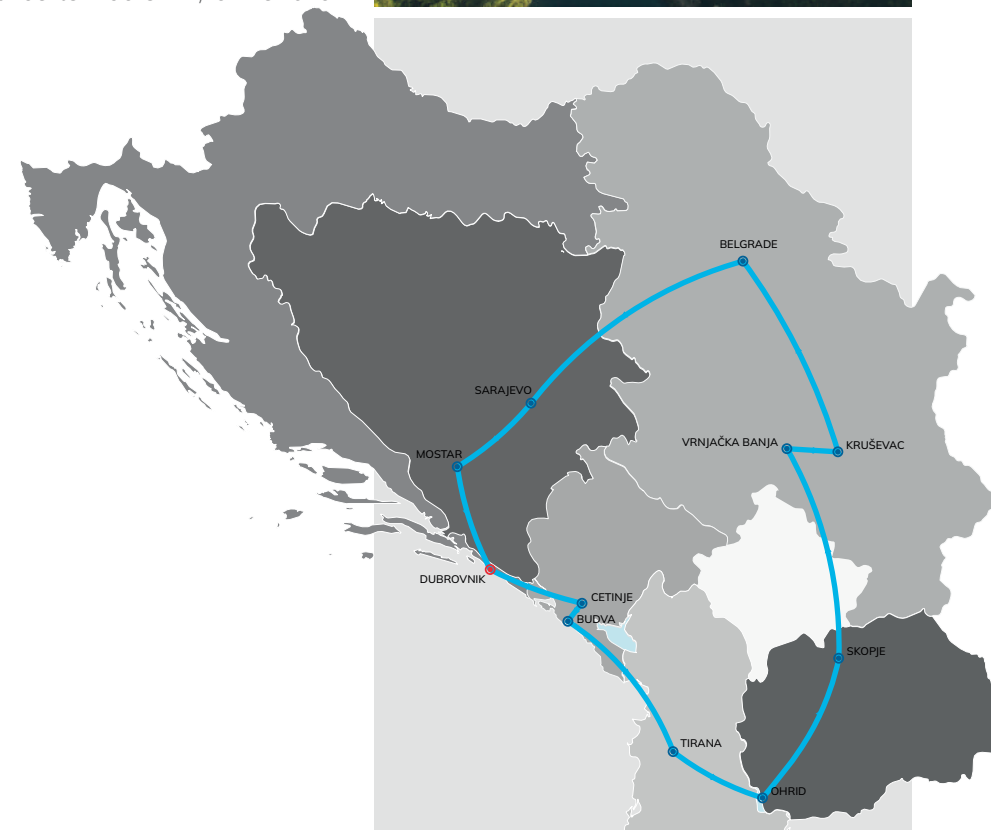 BELGRADE
SARAJEVO
VRNJAČKA BANJA
KRUŠEVAC
MOSTAR
DUBROVNIK
CETINJE
BUDVA
SKOPJE
TIRANA
OHRID